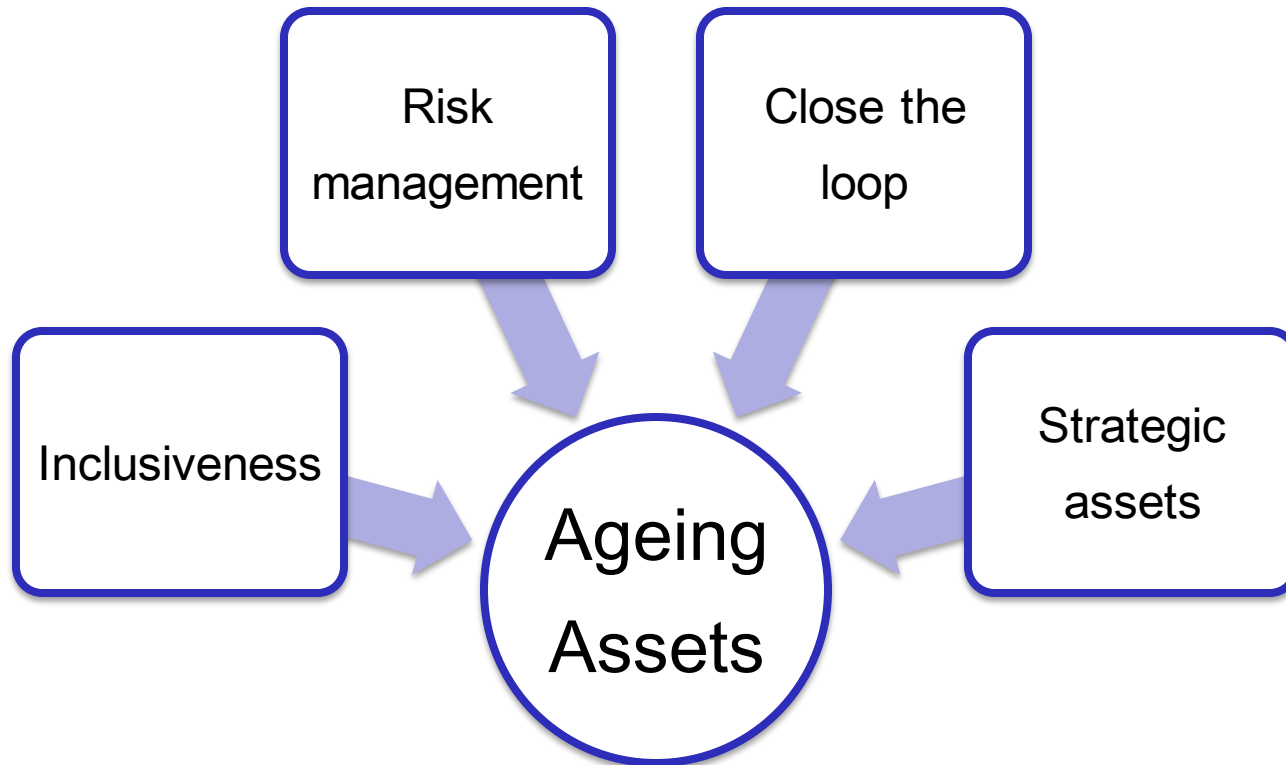 Risk
management
Close the
loop
Inclusiveness
Strategic
assets
Ageing
Assets